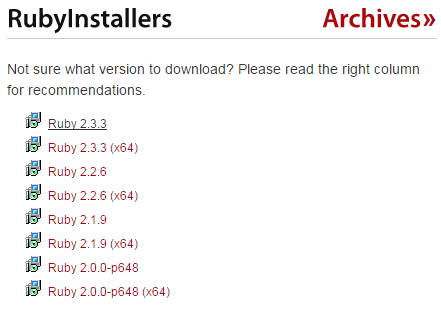 RubyInstallers Archives»
Not sure what version to download? Please read the right column
for recommendations.
Ruby 2.3.3
Ruby 2.3.3 (x64)
Ruby 2.2.6
Ruby 2.2.6 (x64)
Ruby 2.1.9
Ruby 2.1.9 (x64)
Ruby 2.0.0-p648
Ruby 2.0.0-p648 (x64)